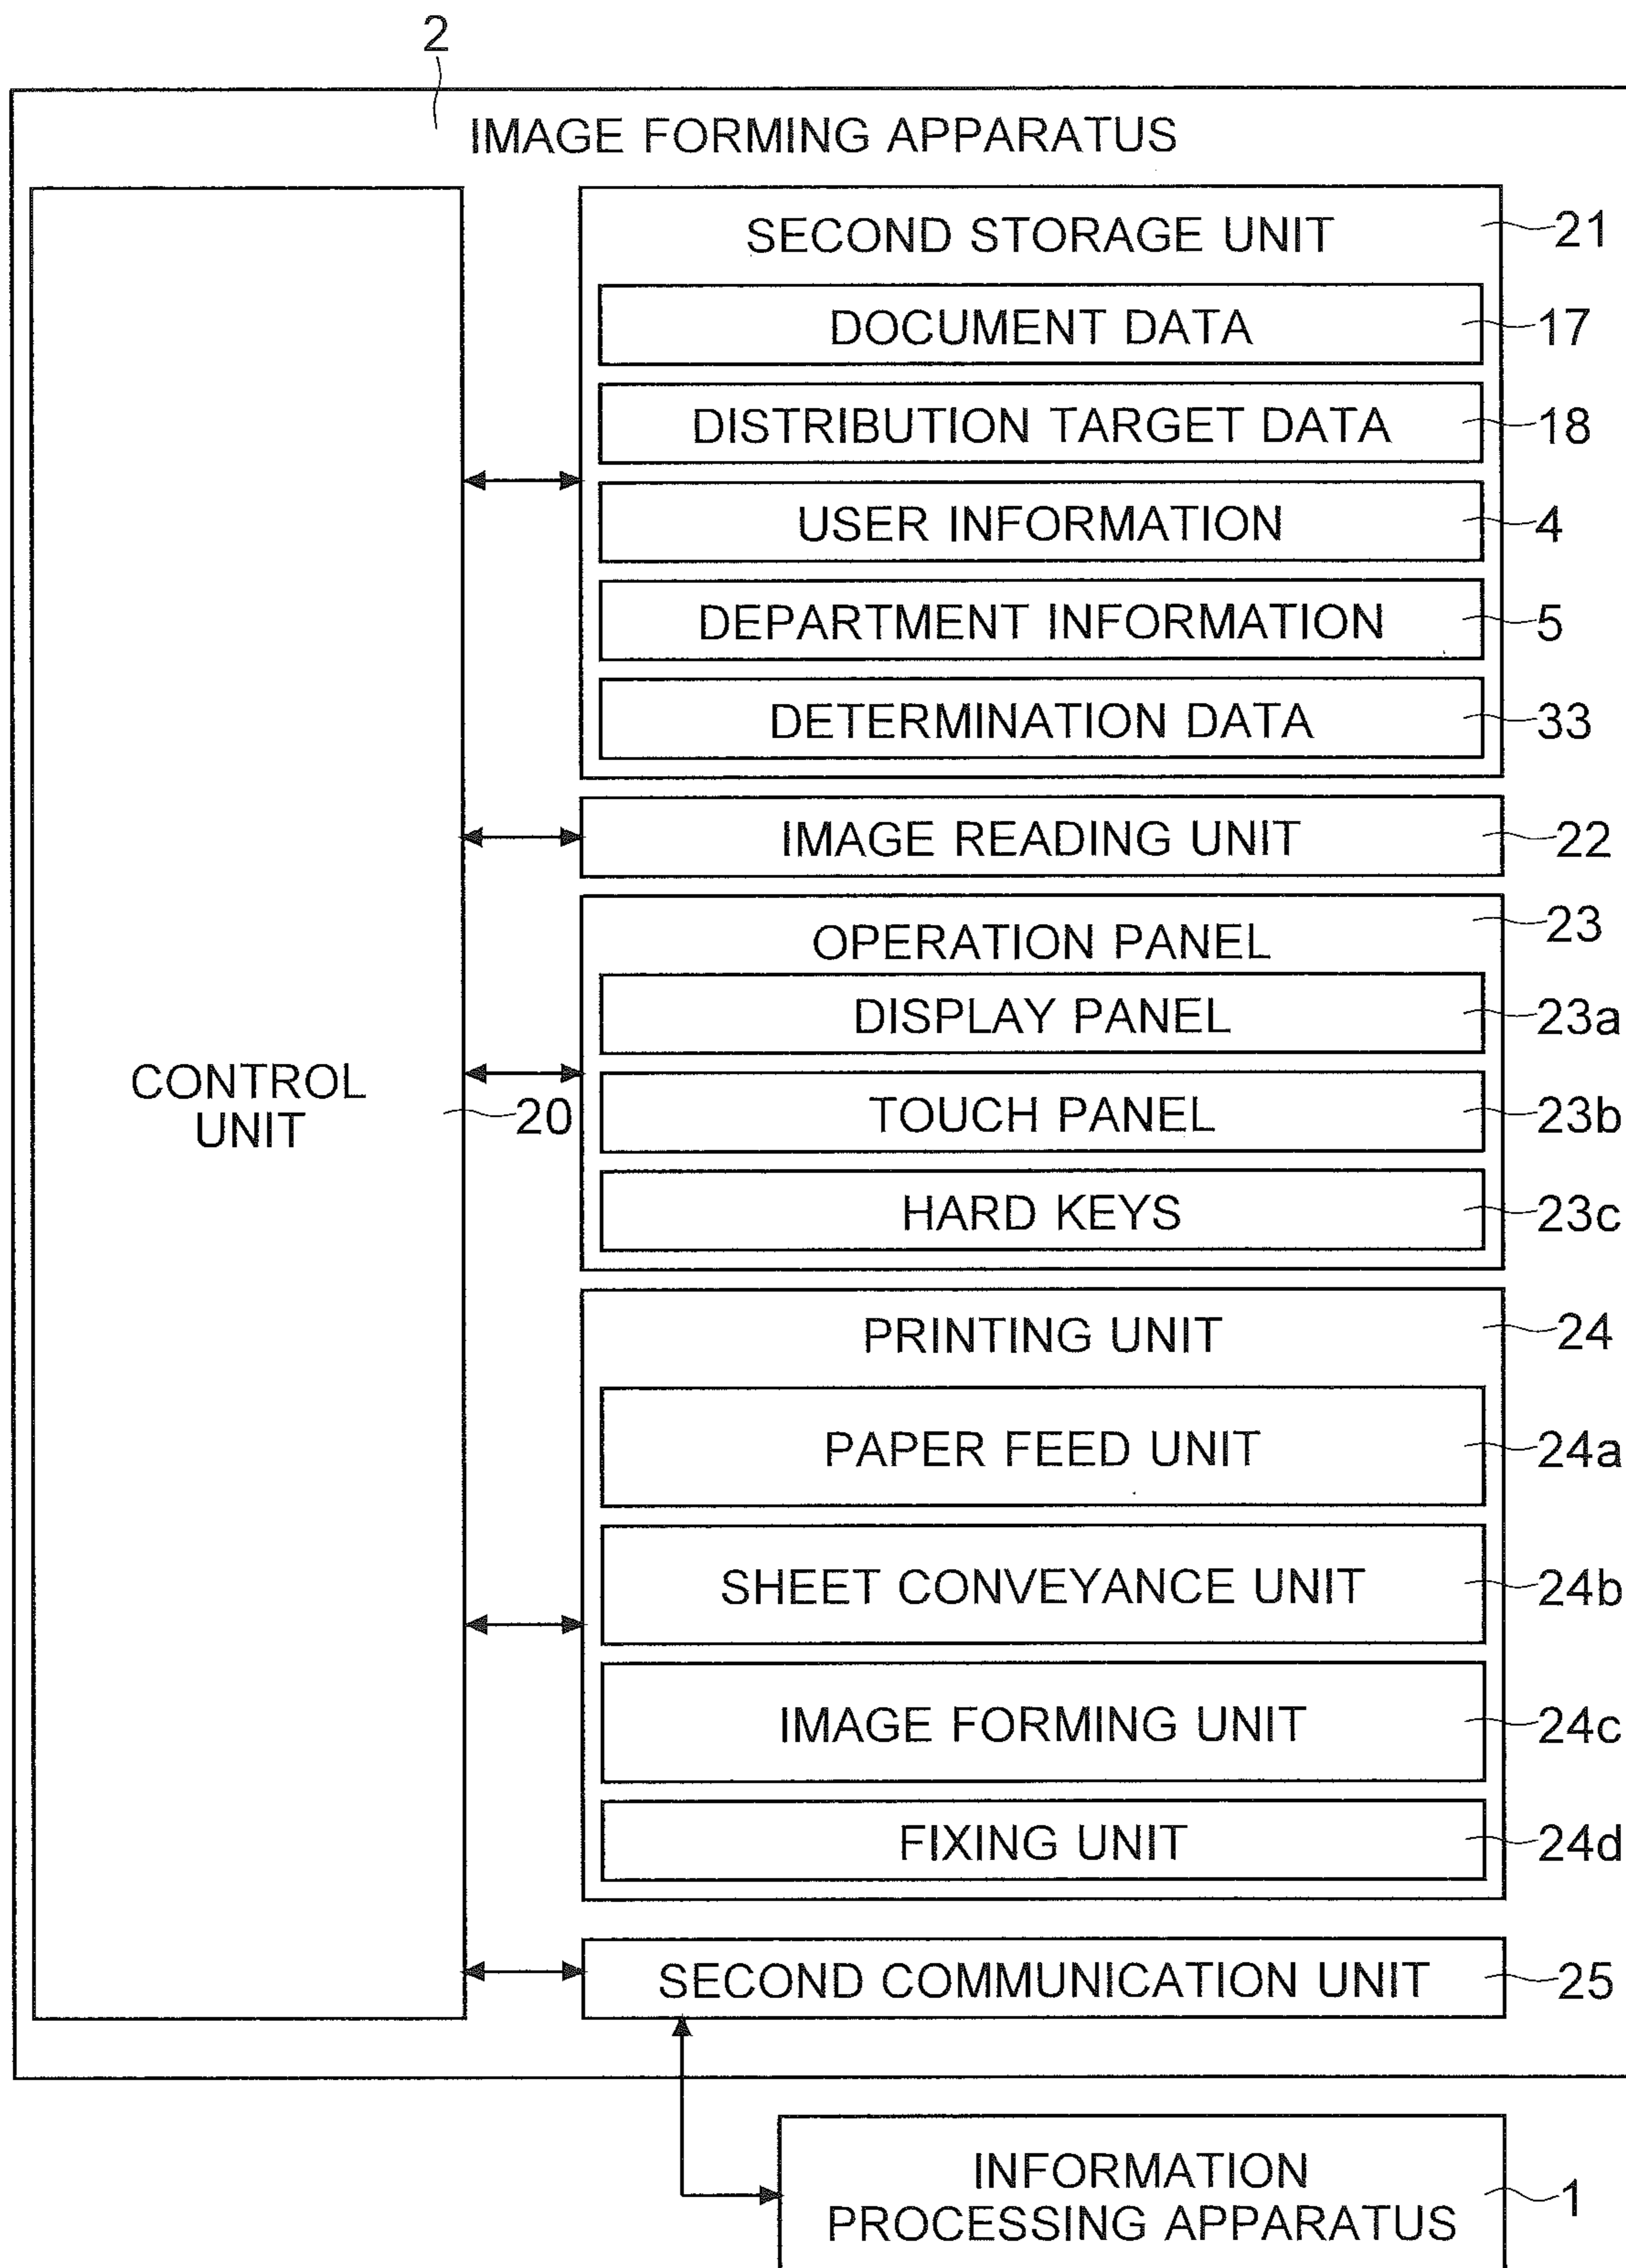 2
IMAGE FORMING APPARATUS
SECOND STORAGE UNIT
21
DOCUMENT DATA
17
DISTRIBUTION TARGET DATA
18
USER INFORMATION
4
DEPARTMENT INFORMATION
5
DETERMINATION DATA
33
IMAGE READING UNIT
22
OPERATION PANEL
23
DISPLAY PANEL
23a
CONTROL
UNIT
20
TOUCH PANEL
23b
HARD KEYS
23c
PRINTING UNIT
24
PAPER FEED UNIT
24a
SHEET CONVEYANCE UNIT
24b
IMAGE FORMING UNIT
24c
FIXING UNIT
24d
SECOND COMMUNICATION UNIT
25
INFORMATION
PROCESSING APPARATUS
1